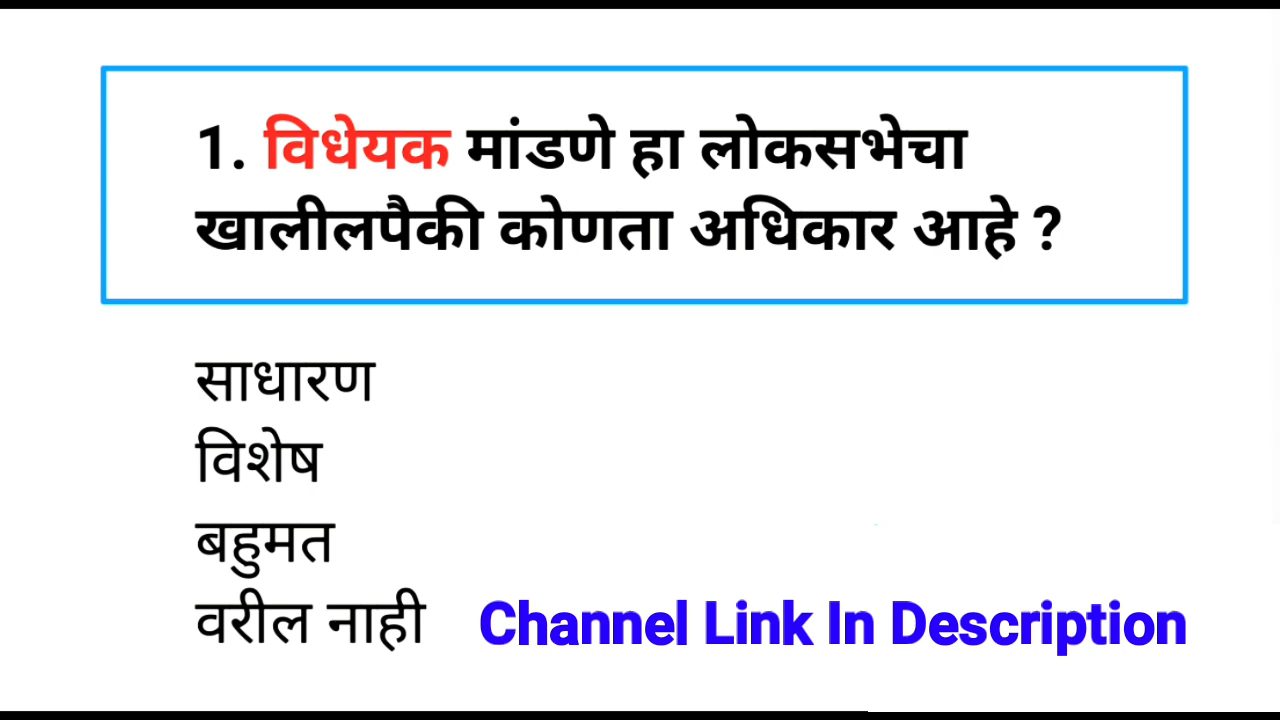 1. विधेयक मांडणे हा लोकसभेचा
खालीलपैकी कोणता अधिकार आहे ?
साधारण
विशेष
बहुमत
वरील नाही
Channel Link In Description